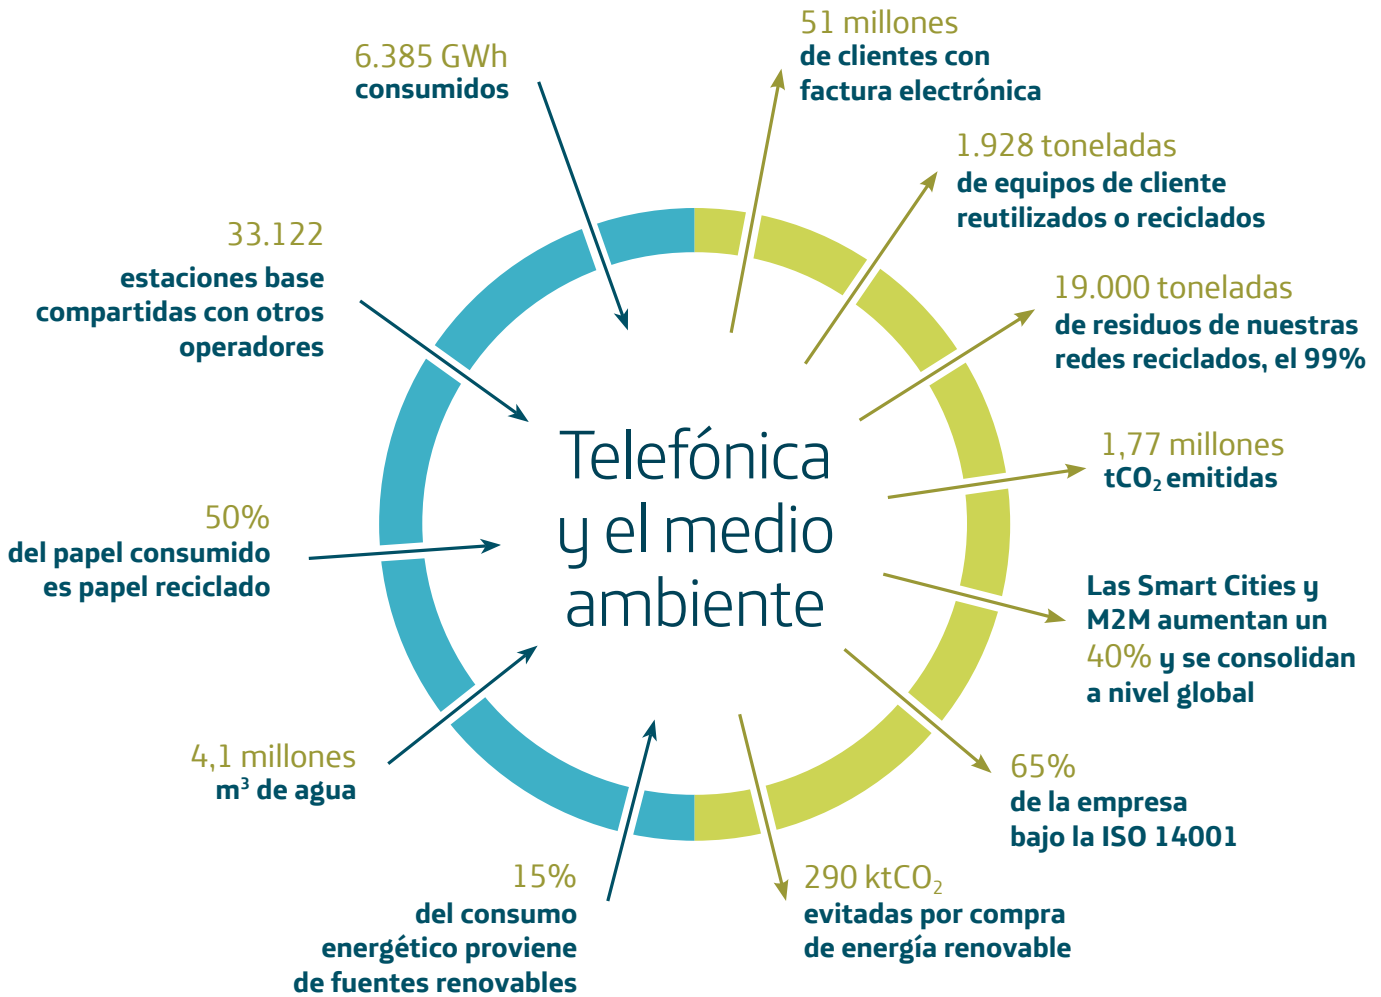 6.385 GWh
consumidos
51 millones
de clientes con
factura electrónica
1.928 toneladas
de equipos de cliente
reutilizados o reciclados
33.122
estaciones base
compartidas con otros
operadores
19.000 toneladas
de residuos de nuestras
redes reciclados, el 99%
Telefónica
y el medio
ambiente
1,77 millones
tCO₂ emitidas
50%
del papel consumido
es papel reciclado
Las Smart Cities y
M2M aumentan un
40% y se consolidan
a nivel global
4,1 millones
m³ de agua
65%
de la empresa
bajo la ISO 14001
15%
del consumo
energético proviene
de fuentes renovables
290 ktCO₂
evitadas por compra
de energía renovable